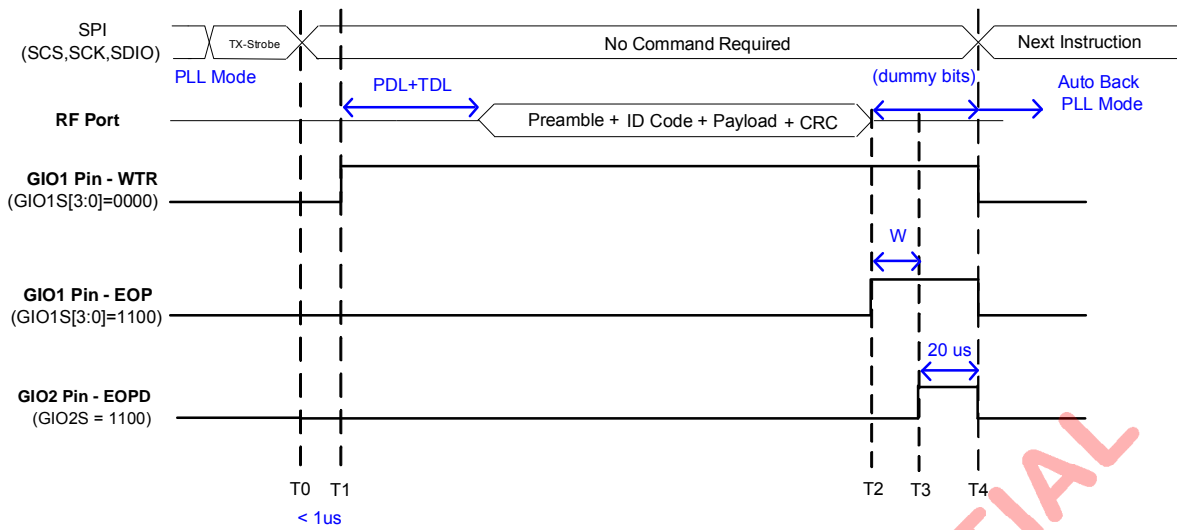 SPI
(SCS,SCK,SDIO)
TX-Strobe
No Command Required
Next Instruction
PLL Mode
PDL+TDL
(dummy bits)
Auto Back
PLL Mode
RF Port
Preamble + ID Code + Payload + CRC
GIO1 Pin - WTR
(GIO1S[3:0]=0000)
W
GIO1 Pin - EOP
(GIO1S[3:0]=1100)
20 us
GIO2 Pin - EOPD
(GIO2S = 1100)
T0 T1 T2 T3 T4
< 1us
TIAL